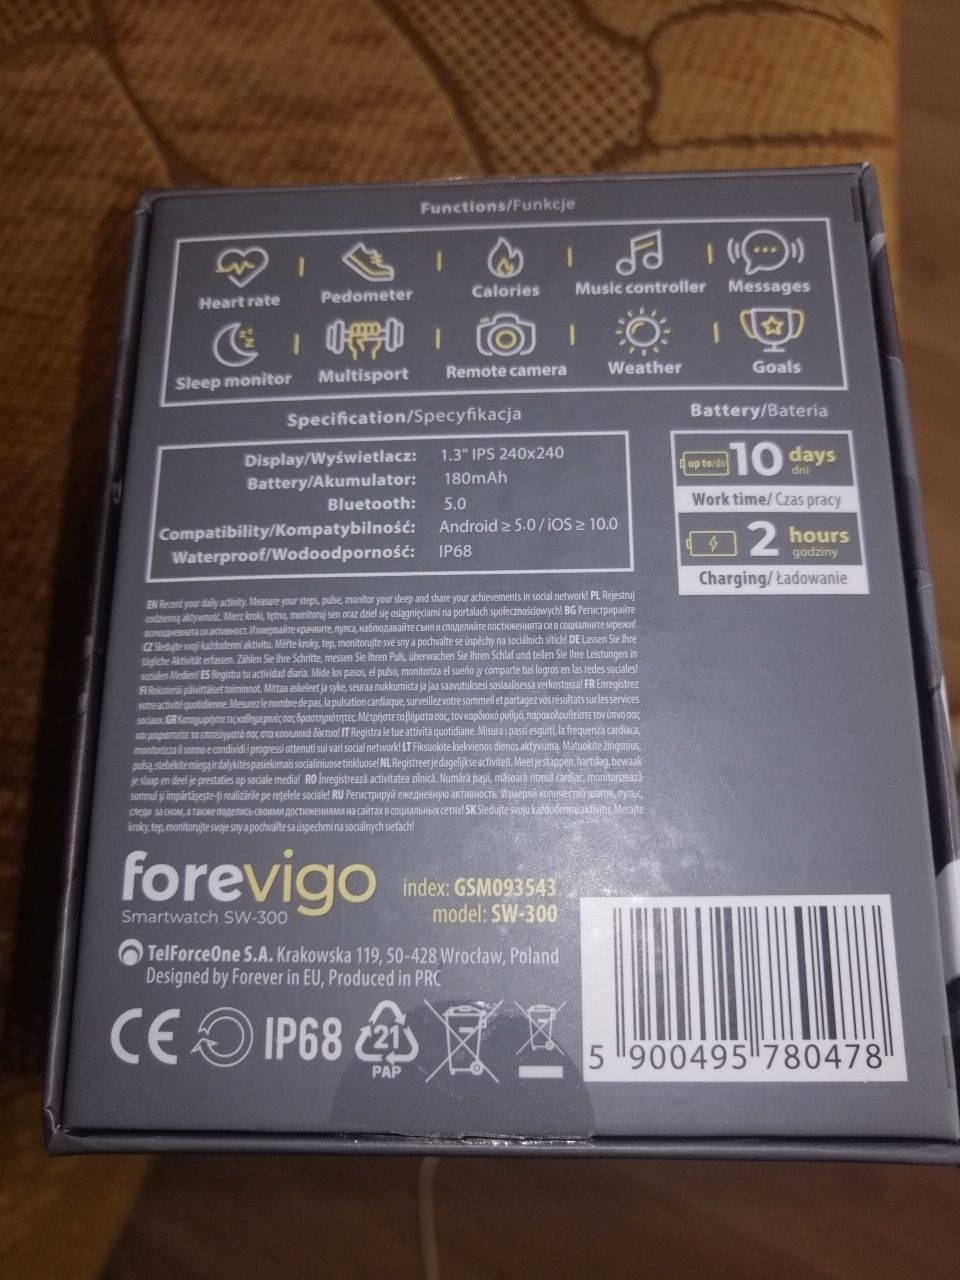 Functions/Funkcje
Heart rate
Pedometer
Calories
Music controller
Messages
Sleep monitor
Multisport
Remote camera
Weather
Goals
Specification/Specyfikacja
Display/Wyświetlacz: 1.3" IPS 240x240
Battery/Akumulator: 180mAh
Bluetooth: 5.0
Compatibility/Kompatybilność: Android ≥ 5.0 / iOS ≥ 10.0
Waterproof/Wodoodporność: IP68
Battery/Bateria
up to/do 10 days
dni
Work time/ Czas pracy
2 hours
godziny
Charging/ Ładowanie
EN Record your daily activity. Measure your steps, pulse, monitor your sleep and share your achievements in social network! PL Rejestruj
codzienną aktywność. Mierz kroki, tętno, monitoruj sen oraz dziel się osiągnięciami na portalach społecznościowych! BG Регистрирайте
всекидневната си активност. Измервайте крачките, пулса, наблюдавайте съня и споделяйте постиженията си в социалните мрежи!
CZ Sledujte svoji každodenní aktivitu. Měřte kroky, tep, monitorujte své sny a pochvalte se úspěchy na sociálních sítích! DE Lassen Sie Ihre
tägliche Aktivität erfassen. Zählen Sie Ihre Schritte, messen Sie Ihren Puls, überwachen Sie Ihren Schlaf und teilen Sie Ihre Leistungen in
sozialen Medien! ES Registra tu actividad diaria. Mide los pasos, el pulso, monitoriza el sueño ¡y comparte tus logros en las redes sociales!
FI Rekisteröi päivittäiset toiminnot. Mittaa askeleet ja syke, seuraa nukkumista ja jaa saavutuksesi sosiaalisessa verkostossa! FR Enregistrez
votre activité quotidienne. Mesurez le nombre de pas, la pulsation cardiaque, surveillez votre sommeil et partagez vos résultats sur les réseaux
sociaux. GR Καταχωρήστε τις καθημερινές σας δραστηριότητες. Μέτρήστε τα βήματα σας, τον καρδιακό ρυθμό, παρακολουθείστε τον ύπνο σας
και μοιραστείτε τα επιτεύγματά σας στα κοινωνικά δίκτυα! IT Registra le tue attività quotidiane. Misura i passi eseguiti, la frequenza cardiaca,
monitorizza il sonno e condividi i progressi ottenuti sui vari social network! LT Fiksuokite kiekvienos dienos aktyvumą. Matuokite žingsnius,
pulsą, stebėkite miegą ir dalykitės pasiekimais socialiniuose tinkluose! NL Registreer je dagelijkse activiteit. Meet je stappen, hartslag, bewaak
je slaap en deel je prestaties op sociale media! RO Înregistrează activitatea zilnică. Numără pașii, măsoară ritmul cardiac, monitorizează
somnul și împărtășește-ți realizările pe rețelele sociale! RU Регистрируй ежедневную активность. Измеряй количество шагов, пульс,
следи за сном, а также поделись своими достижениями на сайтах в социальных сетях! SK Sledujte svoju každodennú aktivitu. Merajte
kroky, tep, monitorujte svoje sny a pochváľte sa úspechmi na sociálnych sieťach!
forevigo
Smartwatch SW-300
index: GSM093543
model: SW-300
TelForceOne S.A. Krakowska 119, 50-428 Wrocław, Poland
Designed by Forever in EU, Produced in PRC
CE IP68 21
PAP
5 900495 780478